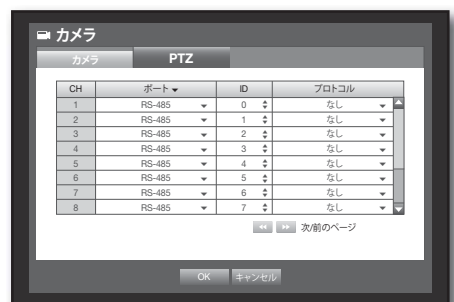 カメラ
カメラ PTZ
CH ポート ID プロトコル
1 RS-485 0 なし
2 RS-485 1 なし
3 RS-485 2 なし
4 RS-485 3 なし
5 RS-485 4 なし
6 RS-485 5 なし
7 RS-485 6 なし
8 RS-485 7 なし
次/前のページ
OK キャンセル